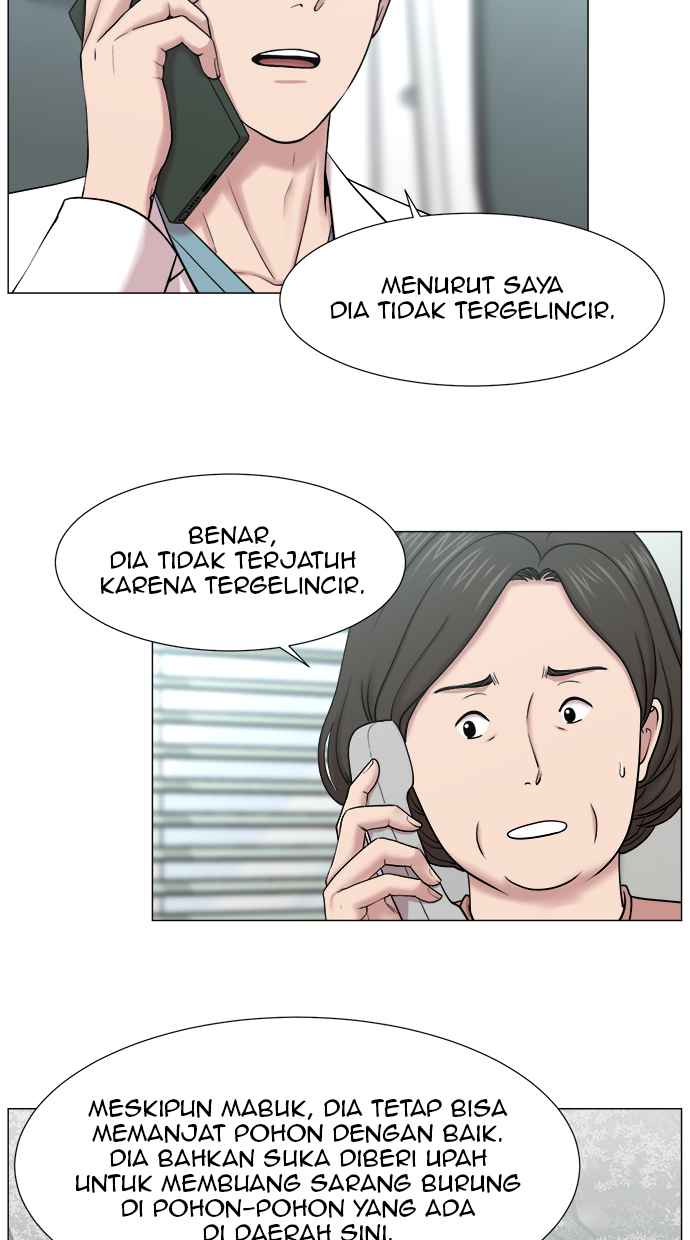 MENURUT SAYA
DIA TIDAK TERGELINCIR.
BENAR,
DIA TIDAK TERJATUH
KARENA TERGELINCIR.
MESKIPUN MABUK, DIA TETAP BISA
MEMANJAT POHON DENGAN BAIK.
DIA BAHKAN SUKA DIBERI UPAH
UNTUK MEMBUANG SARANG BURUNG
DI POHON-POHON YANG ADA
DI DAERAH SINI.